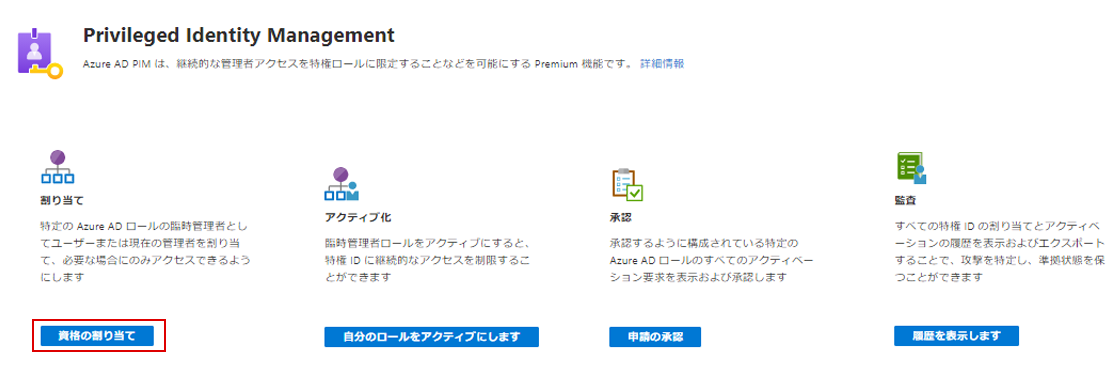 Privileged Identity Management
Azure AD PIM は、継続的な管理者アクセスを特権ロールに限定することなどを可能にする Premium 機能です。 詳細情報
割り当て
特定の Azure AD ロールの臨時管理者とし
てユーザーまたは現在の管理者を割り当
て、必要な場合にのみアクセスできるよう
にします
資格の割り当て
アクティブ化
臨時管理者ロールをアクティブにすると、
特権 ID に継続的なアクセスを制限するこ
とができます
自分のロールをアクティブにします
承認
承認するように構成されている特定の
Azure AD ロールのすべてのアクティベー
ション要求を表示および承認します
申請の承認
監査
すべての特権 ID の割り当てとアクティベ
ーションの履歴を表示およびエクスポート
することで、攻撃を特定し、準拠状態を保
つことができます
履歴を表示します